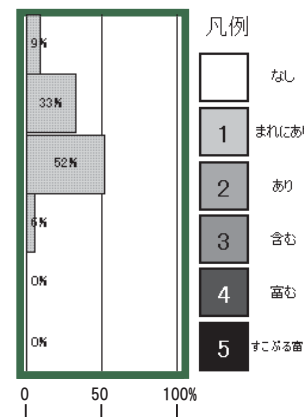 凡例
9%
33%
52%
6%
0%
0%
なし
1 まれにあり
2 あり
3 含む
4 富む
5 すこぶる富
0 50 100%